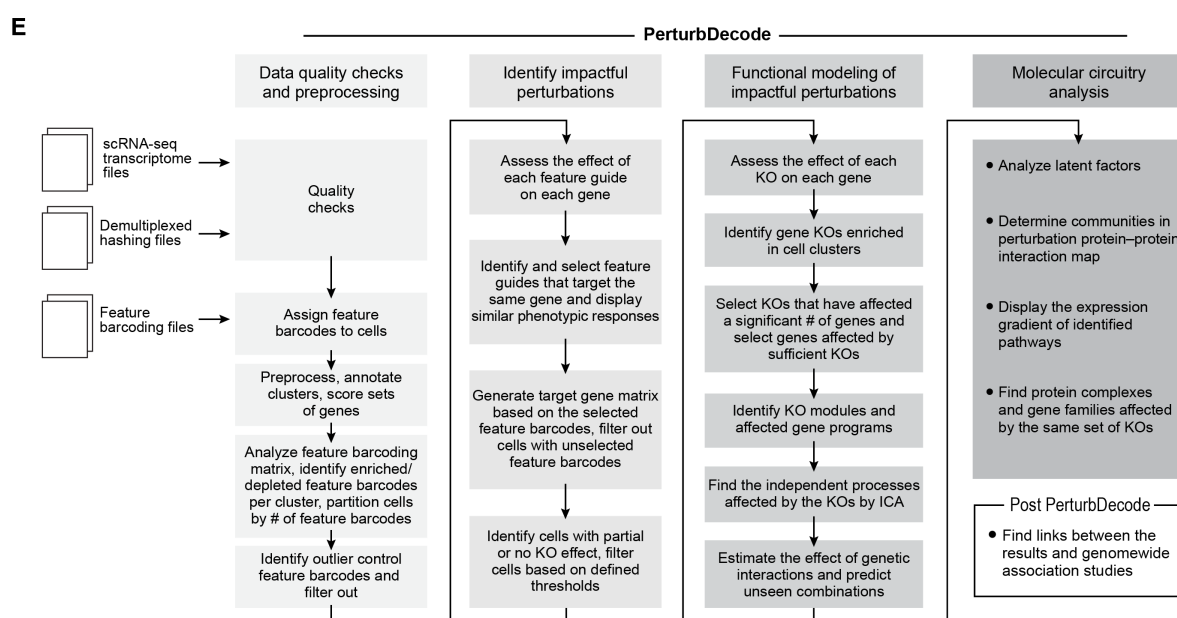 E
PerturbDecode
Data quality checks
and preprocessing
Identify impactful
perturbations
Functional modeling of
impactful perturbations
Molecular circuitry
analysis
scRNA-seq
transcriptome
files
Demultiplexed
hashing files
Feature
barcoding files
Quality
checks
Assign feature
barcodes to cells
Preprocess, annotate
clusters, score sets
of genes
Analyze feature barcoding
matrix, identify enriched/
depleted feature barcodes
per cluster, partition cells
by # of feature barcodes
Identify outlier control
feature barcodes and
filter out
Assess the effect of
each feature guide
on each gene
Identify and select feature
guides that target the
same gene and display
similar phenotypic responses
Generate target gene matrix
based on the selected
feature barcodes, filter out
cells with unselected
feature barcodes
Identify cells with partial
or no KO effect, filter
cells based on defined
thresholds
Assess the effect of each
KO on each gene
Identify gene KOs enriched
in cell clusters
Select KOs that have affected
a significant # of genes and
select genes affected by
sufficient KOs
Identify KO modules and
affected gene programs
Find the independent processes
affected by the KOs by ICA
Estimate the effect of genetic
interactions and predict
unseen combinations
• Analyze latent factors
• Determine communities in
perturbation protein–protein
interaction map
• Display the expression
gradient of identified
pathways
• Find protein complexes
and gene families affected
by the same set of KOs
Post PerturbDecode
• Find links between the
results and genomewide
association studies